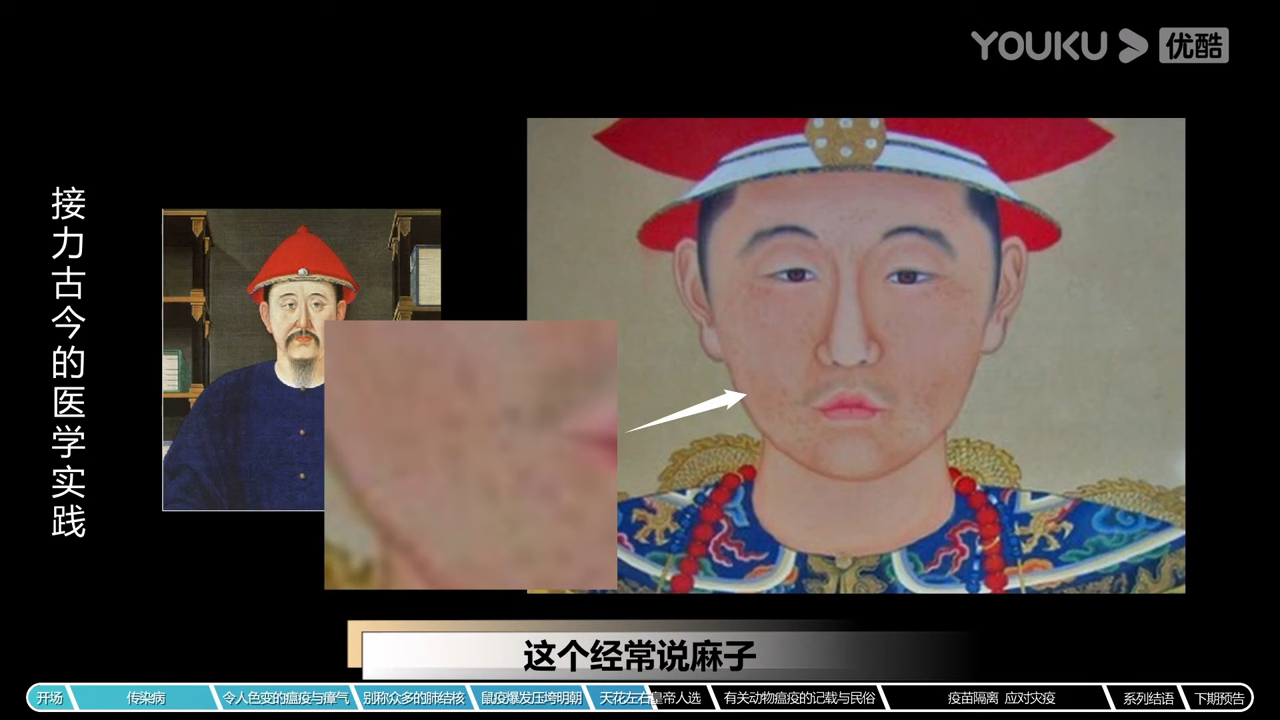 YOUKU 优酷
接力古今的医学实践
这个经常说麻子
开场 传染病 令人色变的瘟疫与瘴气 别称众多的肺结核 鼠疫爆发压垮明朝 天花左右皇帝人选 有关动物瘟疫的记载与民俗 疫苗隔离 应对灾疫 系列结语 下期预告